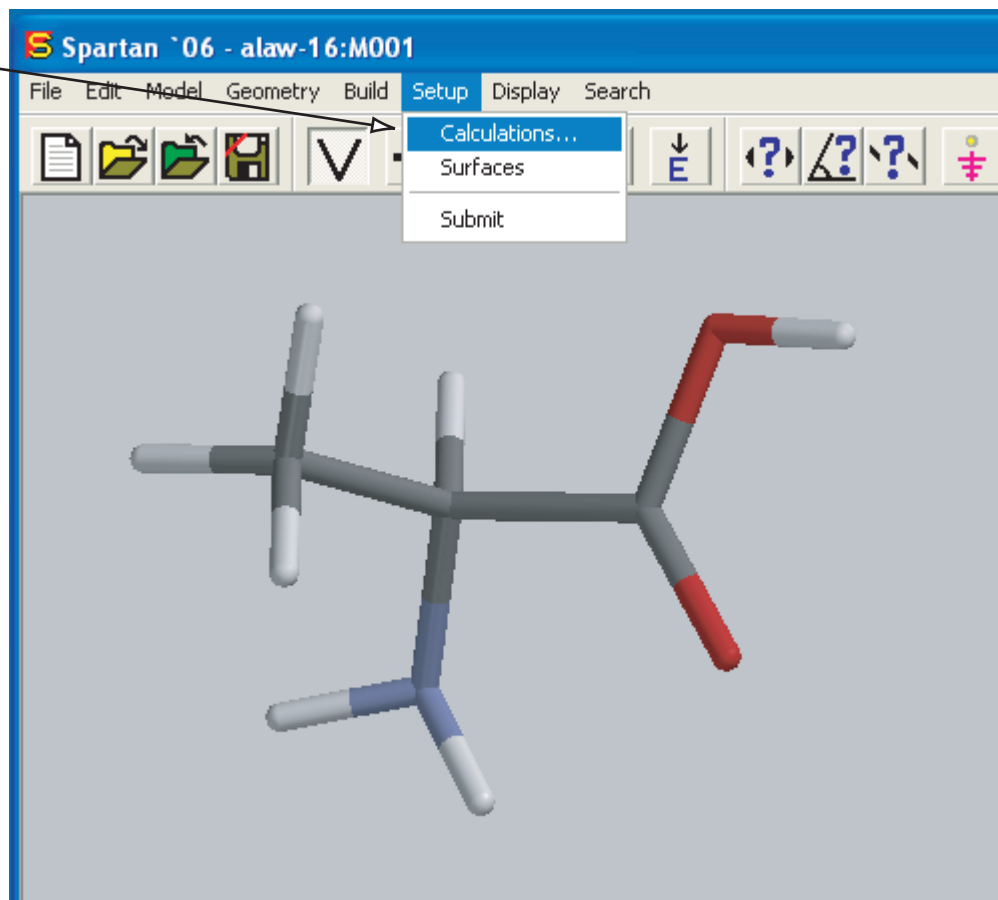 Spartan `06 - alaw-16:M001
File Edit Model Geometry Build Setup Display Search
Calculations...
Surfaces
Submit
V
E
?
?
?